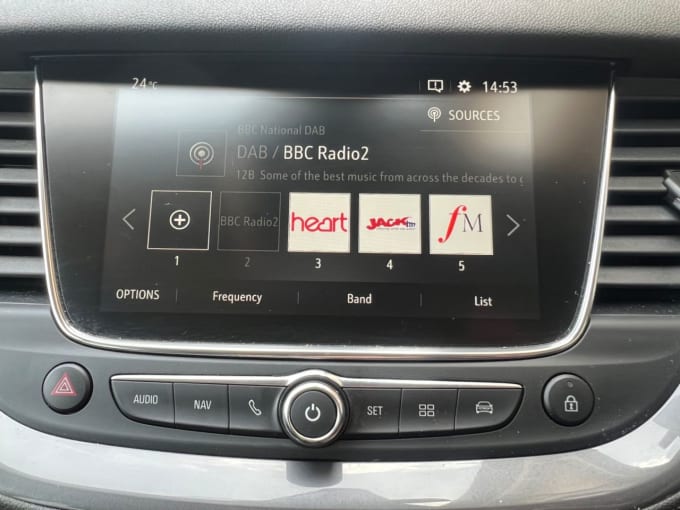 24 °C
14:53
SOURCES
BBC National DAB
DAB / BBC Radio2
12B Some of the best music from across the decades to g
BBC Radio2 heart JACK fm fM
1 2 3 4 5
OPTIONS Frequency Band List
AUDIO NAV SET